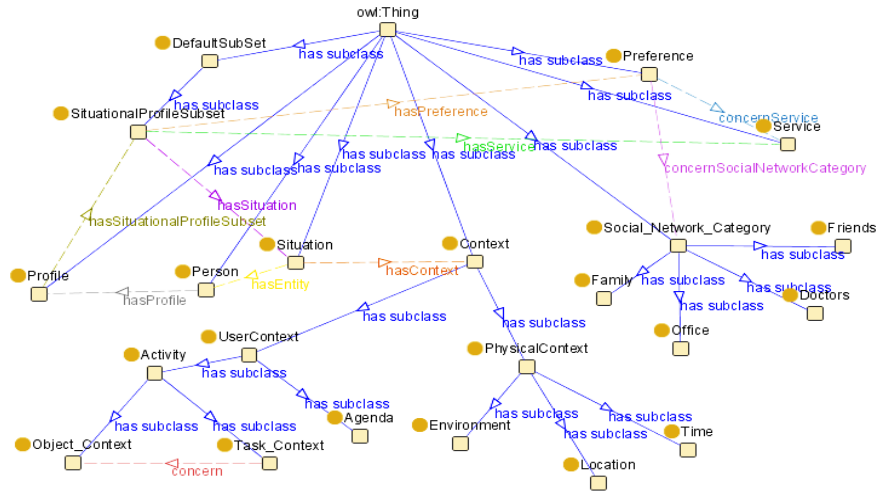 owl:Thing
DefaultSubSet
has subclass
has subclass
Preference
has subclass
SituationalProfileSubset
hasPreference
concernService
Service
has subclass has subclass
has subclass has subclass
hasService
has subclass
has subclass
concernSocialNetworkCategory
hasSituation
hasSituationalProfileSubset
Situation
Context
Social_Network_Category
Friends
has subclass
Profile
Person
hasContext
hasEntity
hasProfile
Family
has subclass
has subclass
Doctors
has subclass
Office
has subclass
has subclass
UserContext
PhysicalContext
Activity
has subclass
has subclass
Agenda
has subclass
has subclass
Environment
has subclass
has subclass
has subclass
Time
Object_Context
Task_Context
concern
Location